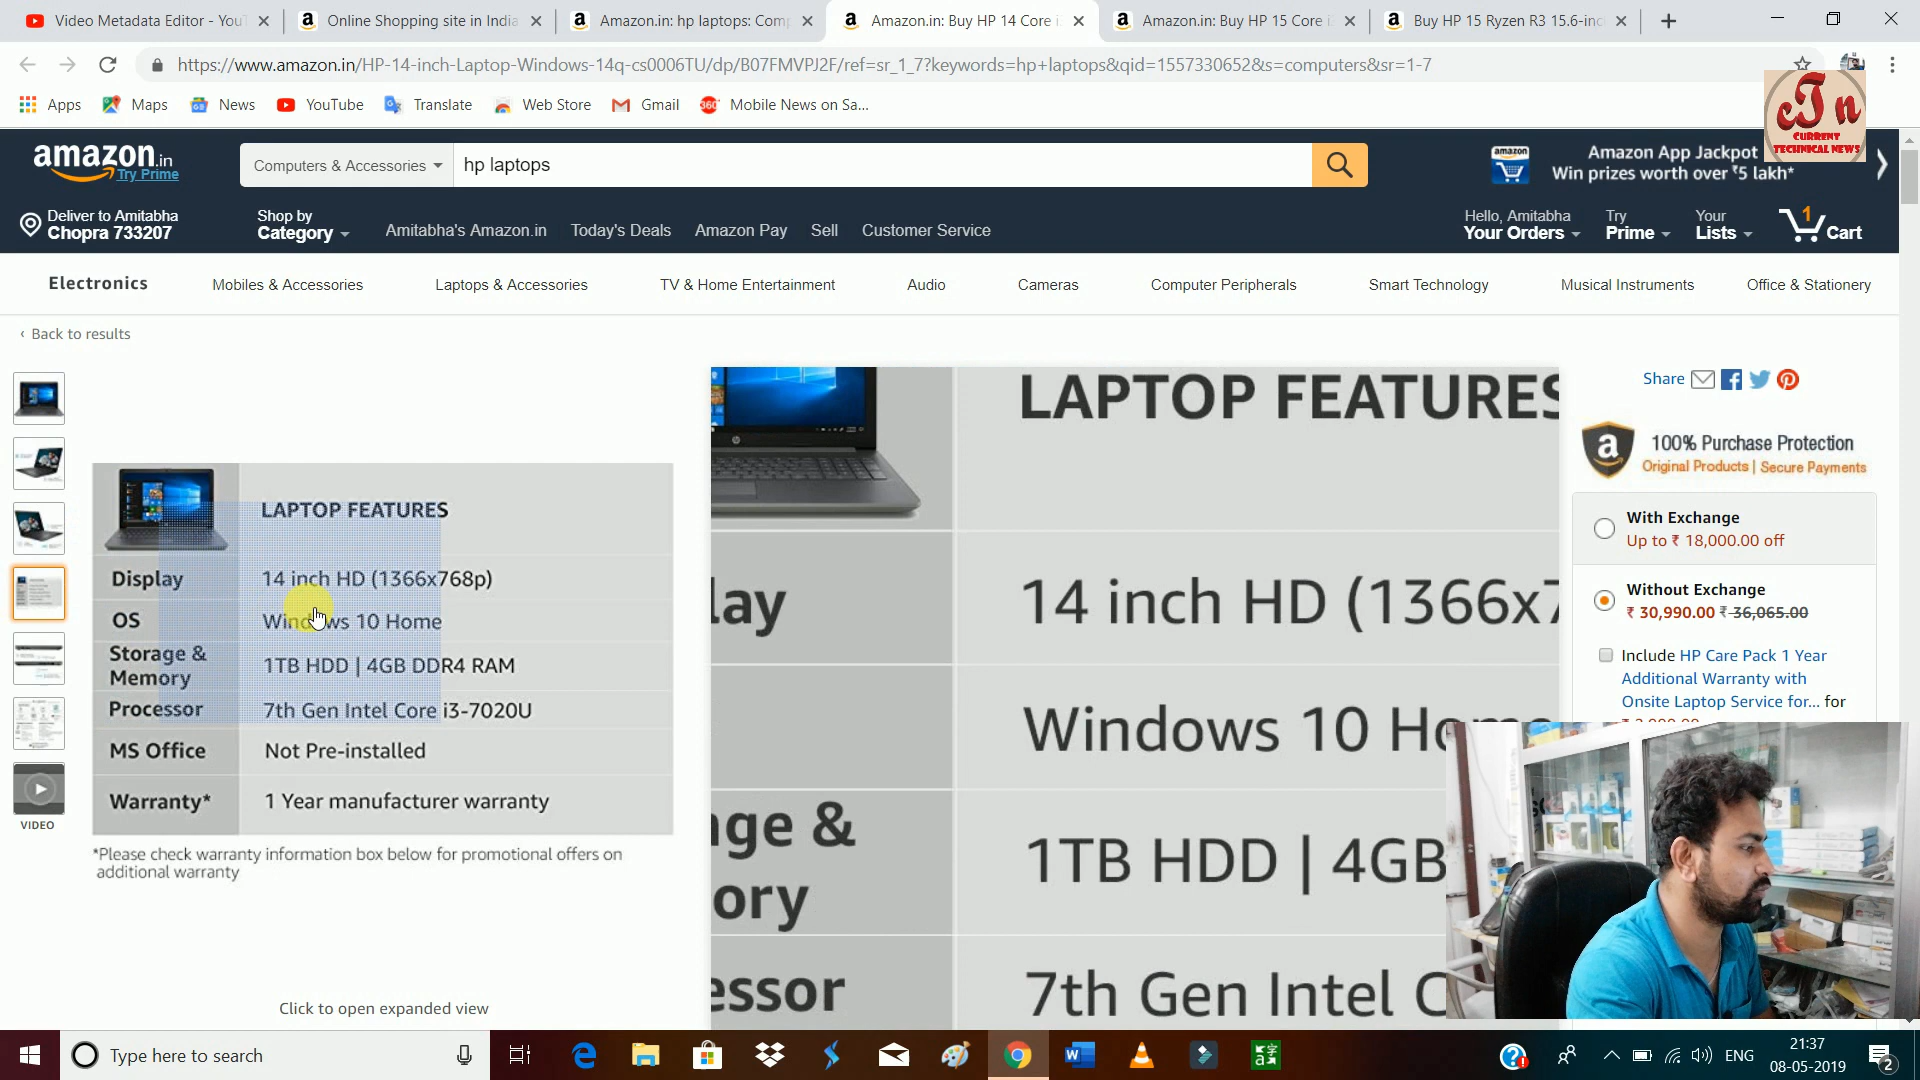 Video Metadata Editor - You
Online Shopping site in India
Amazon.in: hp laptops: Comp
Amazon.in: Buy HP 14 Core i
Amazon.in: Buy HP 15 Core i
Buy HP 15 Ryzen R3 15.6-inc
https://www.amazon.in/HP-14-inch-Laptop-Windows-14q-cs0006TU/dp/B07FMVPJ2F/ref=sr_1_7?keywords=hp+laptops&qid=1557330652&s=computers&sr=1-7
Apps Maps News YouTube Translate Web Store Gmail 360 Mobile News on Sa...
cTn
CURRENT
TECHNICAL NEWS
amazon.in
Try Prime
Computers & Accessories
hp laptops
amazon
Amazon App Jackpot
Win prizes worth over ₹5 lakh*
Deliver to Amitabha
Chopra 733207
Shop by
Category
Amitabha's Amazon.in Today's Deals Amazon Pay Sell Customer Service
Hello, Amitabha
Your Orders
Try
Prime
Your
Lists
1
Cart
Electronics Mobiles & Accessories Laptops & Accessories TV & Home Entertainment Audio Cameras Computer Peripherals Smart Technology Musical Instruments Office & Stationery
‹ Back to results
VIDEO
LAPTOP FEATURES
Display 14 inch HD (1366x768p)
OS Windows 10 Home
Storage & Memory 1TB HDD | 4GB DDR4 RAM
Processor 7th Gen Intel Core i3-7020U
MS Office Not Pre-installed
Warranty* 1 Year manufacturer warranty
*Please check warranty information box below for promotional offers on
additional warranty
Click to open expanded view
LAPTOP FEATURES
lay 14 inch HD (1366x7
Windows 10 Home
age & 1TB HDD | 4GB
ory
essor 7th Gen Intel C
Share
a
100% Purchase Protection
Original Products | Secure Payments
With Exchange
Up to ₹ 18,000.00 off
Without Exchange
₹ 30,990.00 ₹ 36,065.00
Include HP Care Pack 1 Year
Additional Warranty with
Onsite Laptop Service for... for
Type here to search
ENG
21:37
08-05-2019
2